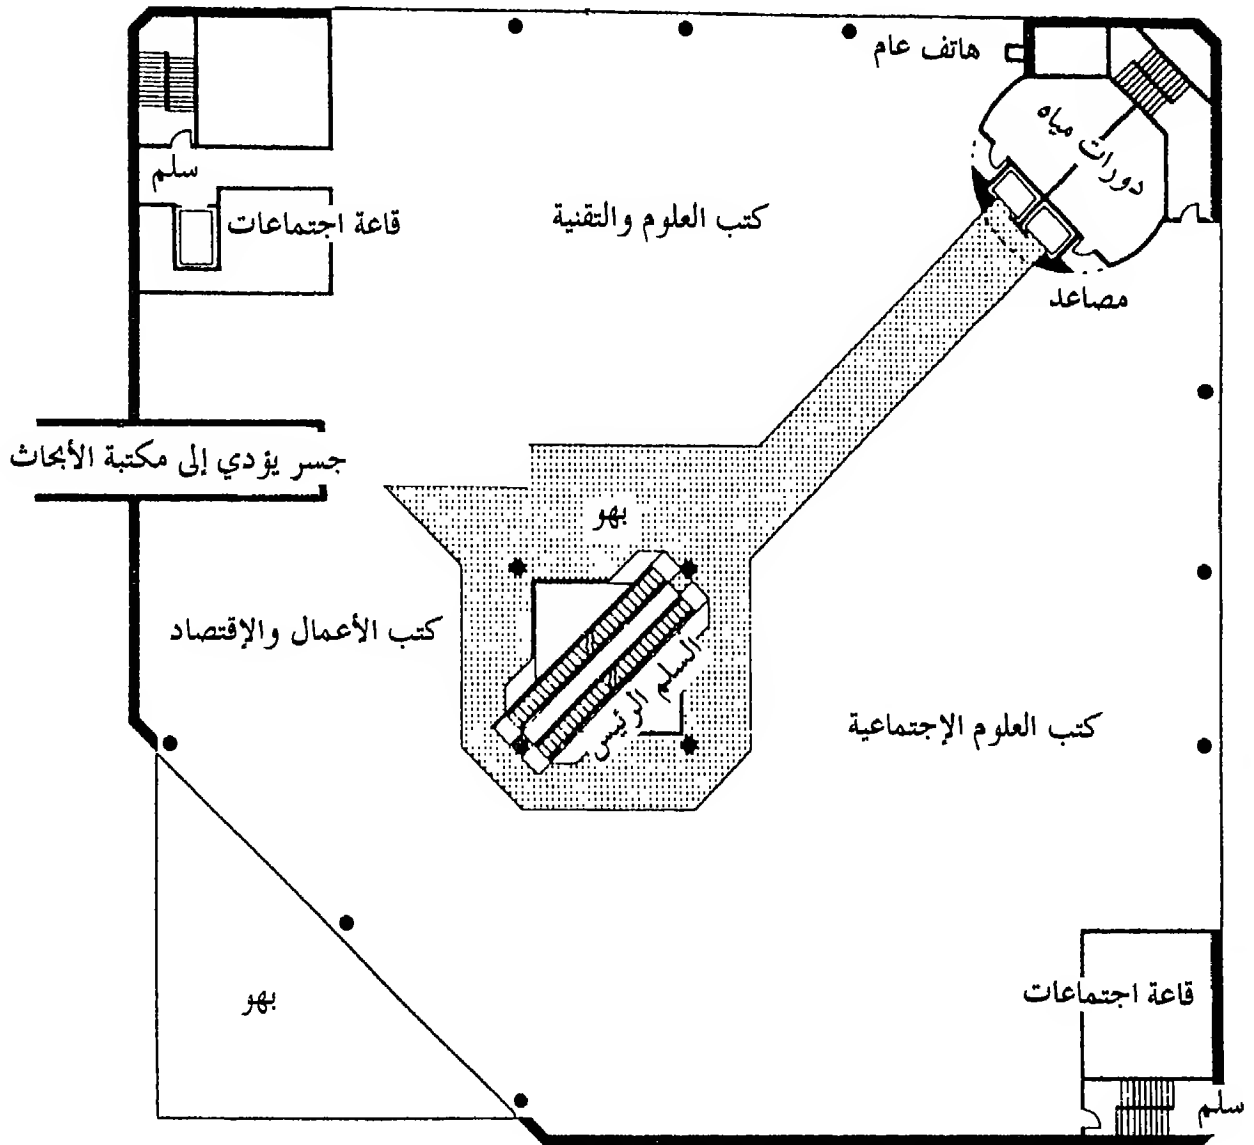 هاتف عام
دورات مياه
سلم
كتب العلوم والتقنية
قاعة اجتماعات
مصاعد
جسر يؤدي إلى مكتبة الأبحاث
بهو
كتب الأعمال والإقتصاد
السلم الرئيس
كتب العلوم الإجتماعية
قاعة اجتماعات
بهو
سلم